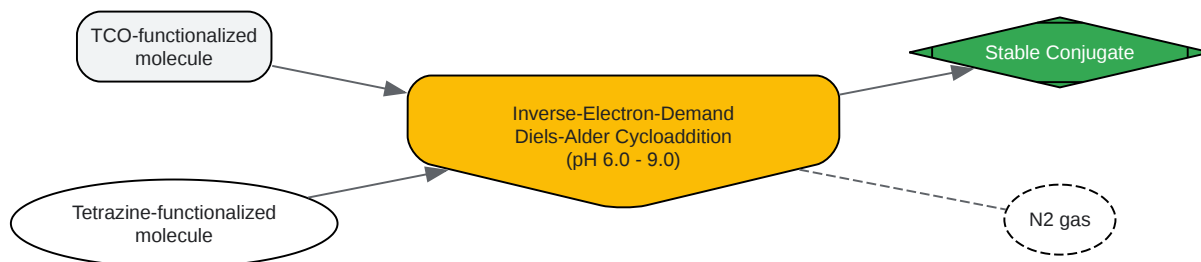 TCO-functionalized
molecule
Tetrazine-functionalized
molecule
Inverse-Electron-Demand
Diels-Alder Cycloaddition
(pH 6.0 - 9.0)
Stable Conjugate
N2 gas